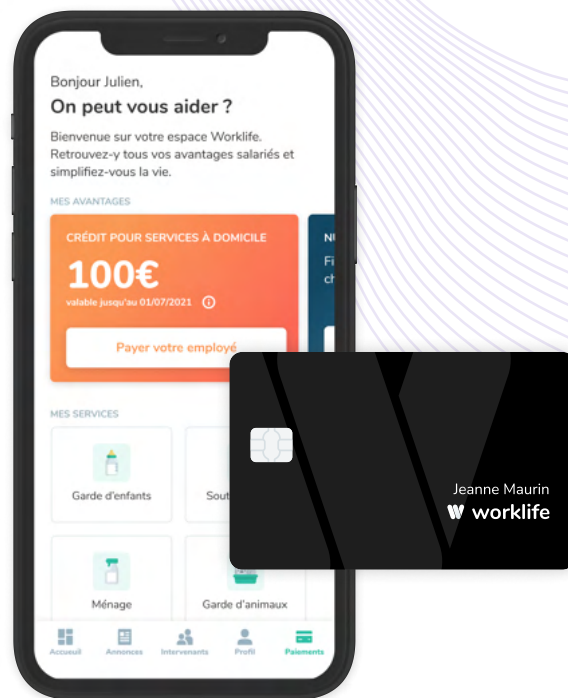 Bonjour Julien,
On peut vous aider ?
Bienvenue sur votre espace Worklife.
Retrouvez-y tous vos avantages salariés et
simplifiez-vous la vie.
MES AVANTAGES
CRÉDIT POUR SERVICES À DOMICILE
100€
valable jusqu'au 01/07/2021
Payer votre employé
MES SERVICES
Garde d'enfants
Ménage
Garde d'animaux
Jeanne Maurin
worklife
Accueuil
Annonces
Intervenants
Profil
Paiements